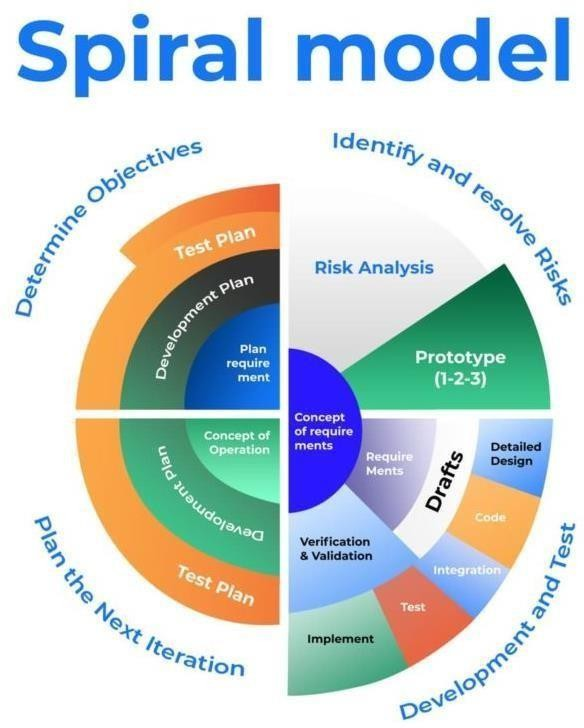 Spiral model
Determine Objectives
Identify and resolve Risks
Test Plan
Development Plan
Plan
require
ment
Risk Analysis
Prototype
(1-2-3)
Concept
of require
ments
Concept of
Operation
Development Plan
Test Plan
Require
Ments
Drafts
Detailed
Design
Code
Integration
Verification
& Validation
Test
Implement
Plan the Next Iteration
Development and Test